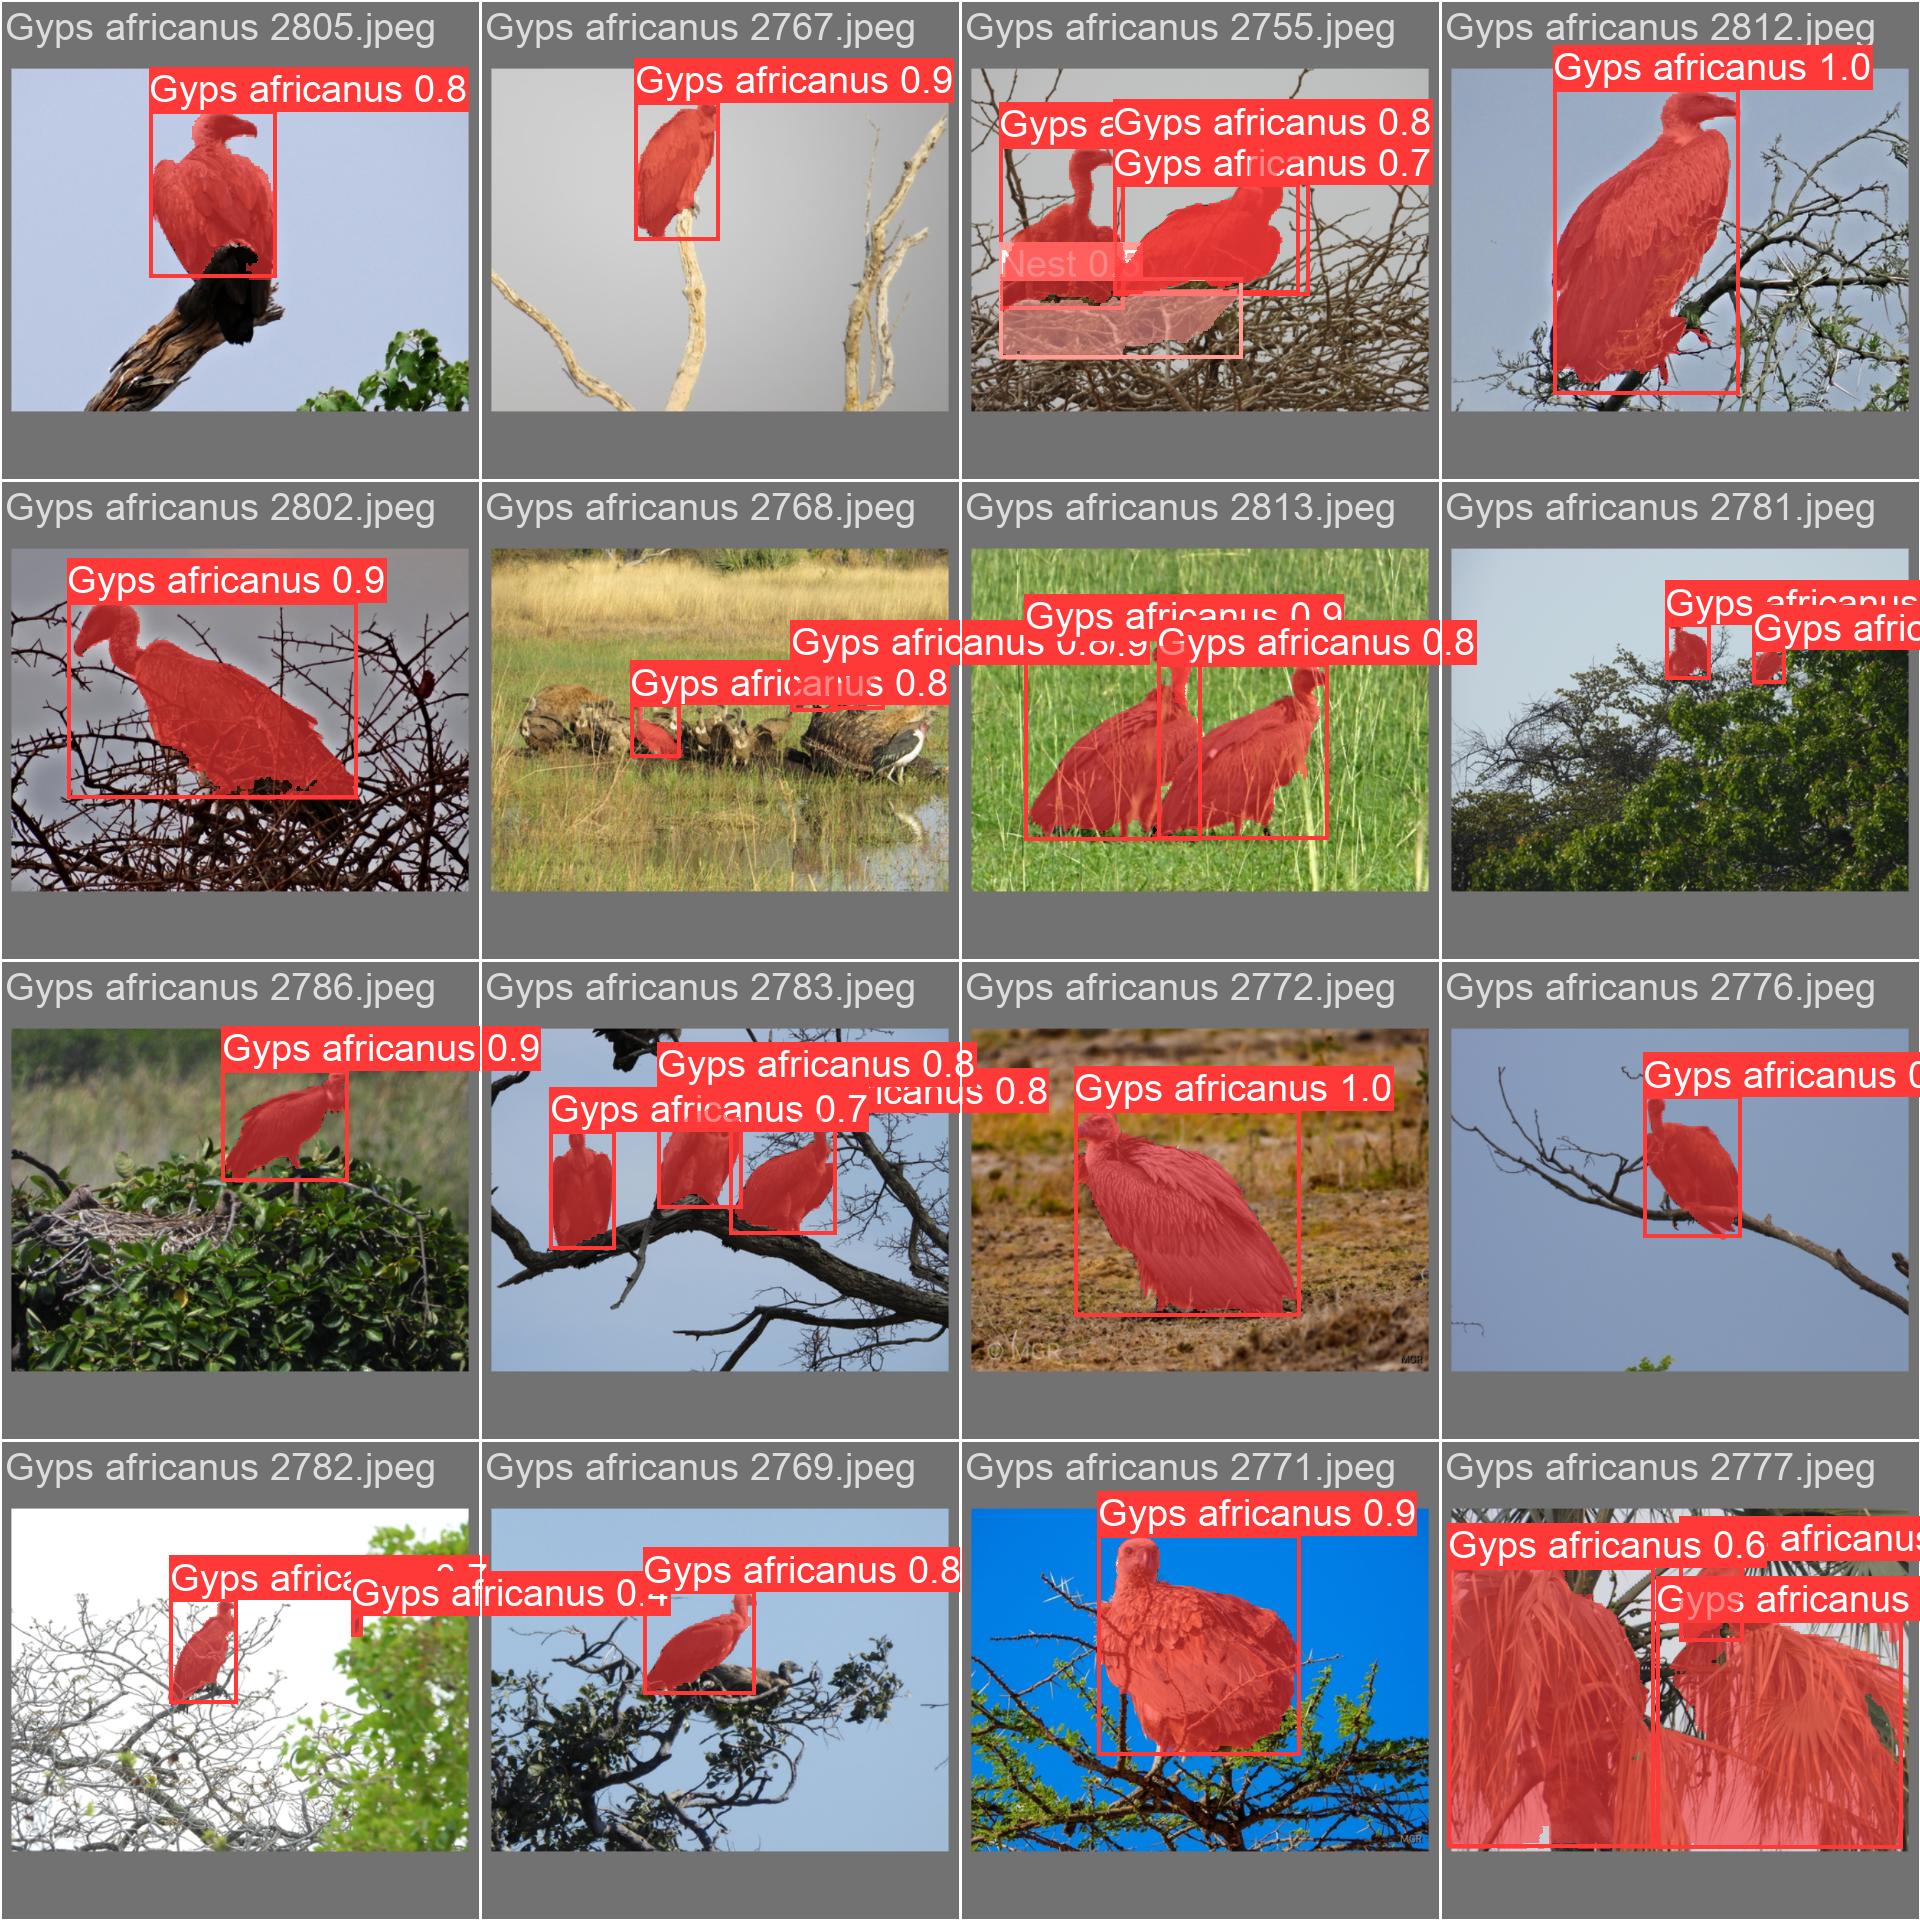 Gyps africanus 2805.jpeg
Gyps africanus 2767.jpeg
Gyps africanus 2755.jpeg
Gyps africanus 2812.jpeg
Gyps africanus 0.8
Gyps africanus 0.9
Gyps a
Gyps africanus 0.8
Gyps africanus 0.7
Nest 0.5
Gyps africanus 1.0
Gyps africanus 2802.jpeg
Gyps africanus 2768.jpeg
Gyps africanus 2813.jpeg
Gyps africanus 2781.jpeg
Gyps africanus 0.9
Gyps africanus 0.8
Gyps africanus 0.8
Gyps africanus 0.9
0.9
Gyps africanus 0.8
Gyps africanus
Gyps afric
Gyps africanus 2786.jpeg
Gyps africanus 2783.jpeg
Gyps africanus 2772.jpeg
Gyps africanus 2776.jpeg
Gyps africanus 0.9
Gyps africanus 0.8
icanus 0.8
Gyps africanus 0.7
Gyps africanus 1.0
Gyps africanus 0
© MGR
MGR
Gyps africanus 2782.jpeg
Gyps africanus 2769.jpeg
Gyps africanus 2771.jpeg
Gyps africanus 2777.jpeg
Gyps africa 0.7
Gyps africanus 0.4
Gyps africanus 0.8
Gyps africanus 0.9
Gyps africanus 0.6
africanus
Gyps africanus
MGR